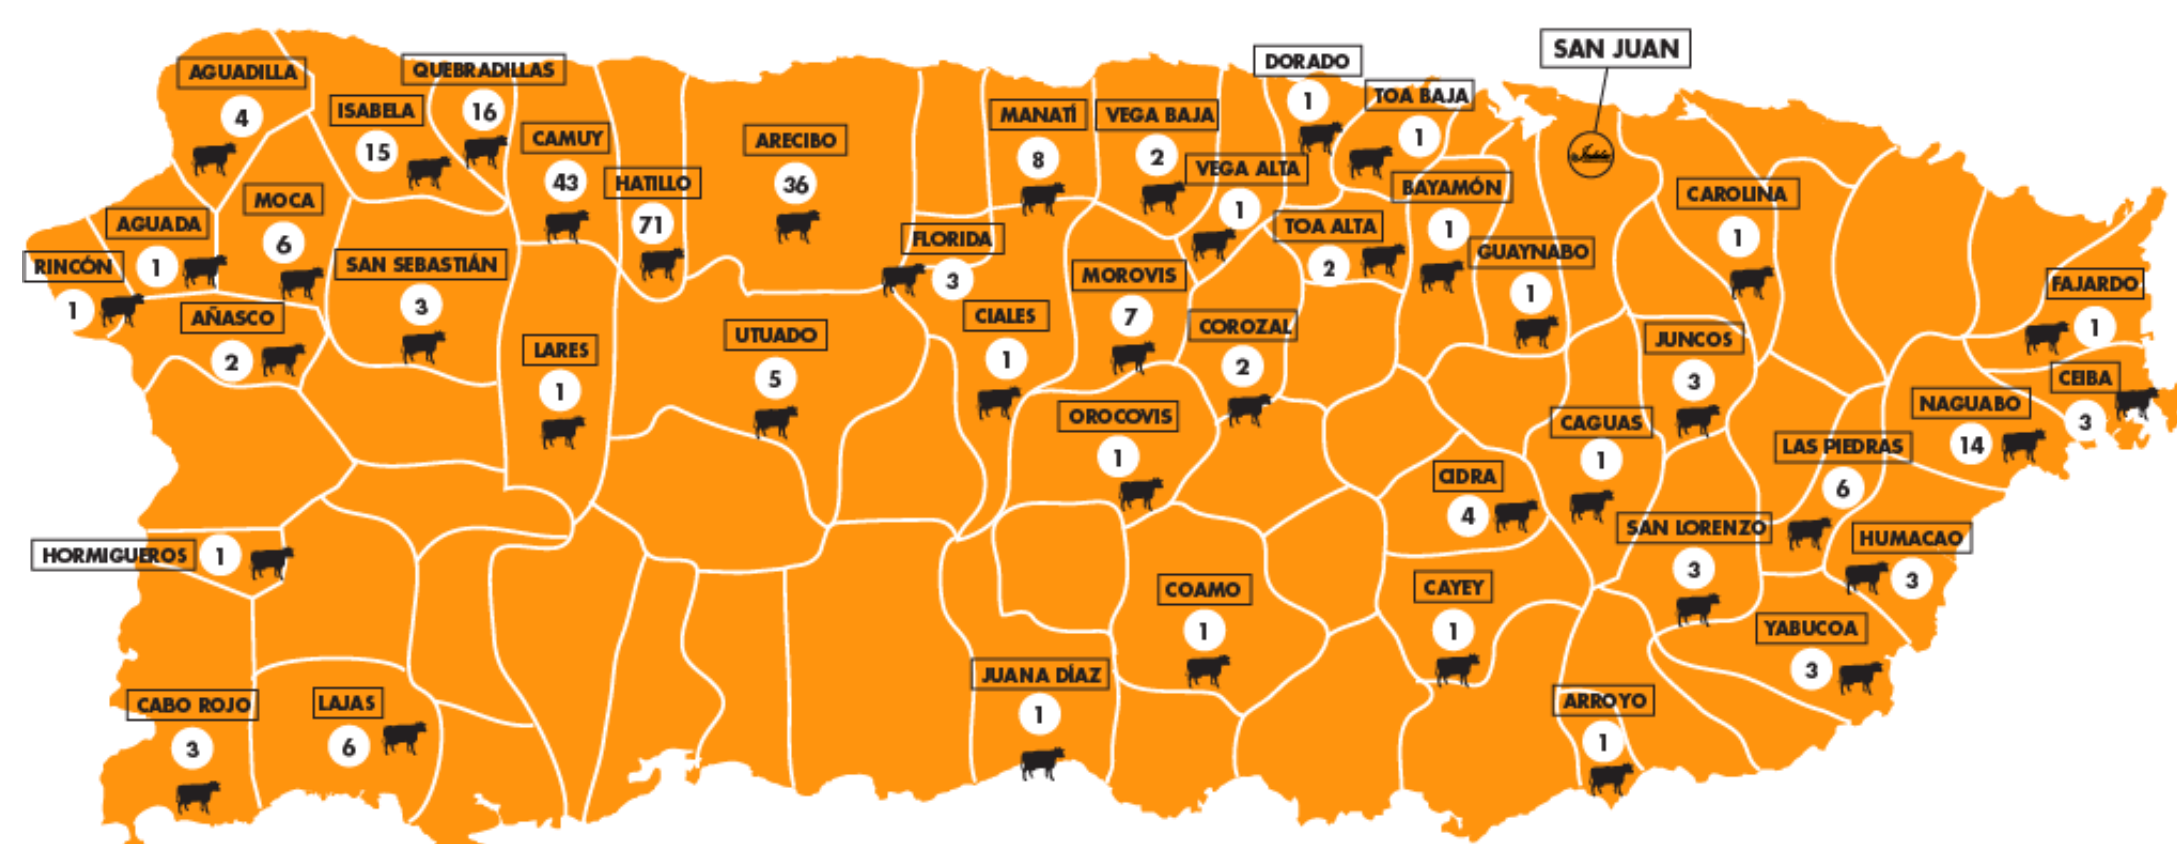 AGUADILLA
4
QUEBRADILLAS
16
ISABELA
15
CAMUY
43
HATILLO
71
ARECIBO
36
MANATÍ
8
VEGA BAJA
2
VEGA ALTA
1
DORADO
1
TOA BAJA
1
SAN JUAN
BAYAMÓN
1
TOA ALTA
2
GUAYNABO
1
CAROLINA
1
FAJARDO
1
CEIBA
3
NAGUABO
14
MOCA
6
AGUADA
1
RINCÓN
1
AÑASCO
2
SAN SEBASTIÁN
3
LARES
1
UTUADO
5
FLORIDA
3
CIALES
1
MOROVIS
7
COROZAL
2
OROCOVIS
1
JUNCOS
3
CAGUAS
1
CIDRA
4
LAS PIEDRAS
6
SAN LORENZO
3
HUMACAO
3
YABUCOA
3
HORMIGUEROS
1
CABO ROJO
3
LAJAS
6
JUANA DÍAZ
1
COAMO
1
CAYEY
1
ARROYO
1